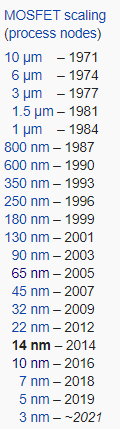 MOSFET scaling
(process nodes)
10 μm – 1971
6 μm – 1974
3 μm – 1977
1.5 μm – 1981
1 μm – 1984
800 nm – 1987
600 nm – 1990
350 nm – 1993
250 nm – 1996
180 nm – 1999
130 nm – 2001
90 nm – 2003
65 nm – 2005
45 nm – 2007
32 nm – 2009
22 nm – 2012
14 nm – 2014
10 nm – 2016
7 nm – 2018
5 nm – 2019
3 nm – ~2021